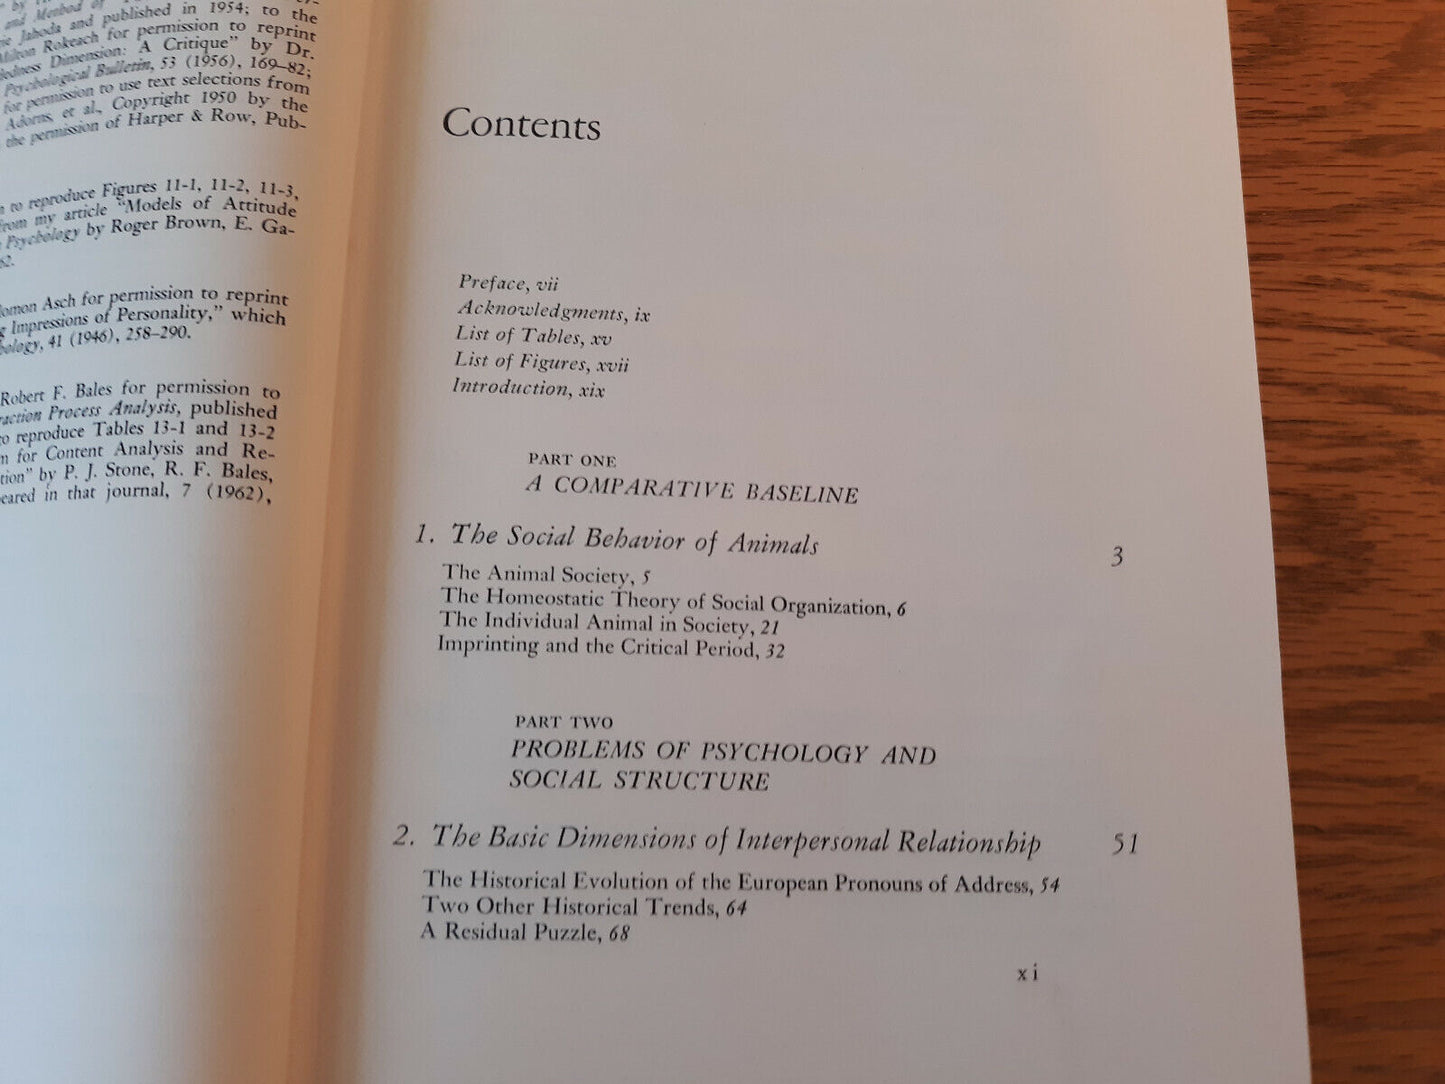 and Method of
ie Jahoda and published in 1954; to the
Milton Rokeach for permission to reprint
Dimension: A Critique" by Dr.
Psychological Bulletin, 53 (1956), 169–82;
for permission to use text selections from
Adorns, et al., Copyright 1950 by the
the permission of Harper & Row, Pub-
to reproduce Figures 11-1, 11-2, 11-3,
from my article "Models of Attitude
Psychology by Roger Brown, E. Ga-
62.
lomon Asch for permission to reprint
g Impressions of Personality," which
hology, 41 (1946), 258–290.
Robert F. Bales for permission to
raction Process Analysis, published
to reproduce Tables 13-1 and 13-2
m for Content Analysis and Re-
tion" by P. J. Stone, R. F. Bales,
eared in that journal, 7 (1962),
Contents
Preface, vii
Acknowledgments, ix
List of Tables, xv
List of Figures, xvii
Introduction, xix
PART ONE
A COMPARATIVE BASELINE
1. The Social Behavior of Animals 3
The Animal Society, 5
The Homeostatic Theory of Social Organization, 6
The Individual Animal in Society, 21
Imprinting and the Critical Period, 32
PART TWO
PROBLEMS OF PSYCHOLOGY AND
SOCIAL STRUCTURE
2. The Basic Dimensions of Interpersonal Relationship 51
The Historical Evolution of the European Pronouns of Address, 54
Two Other Historical Trends, 64
A Residual Puzzle, 68
xi